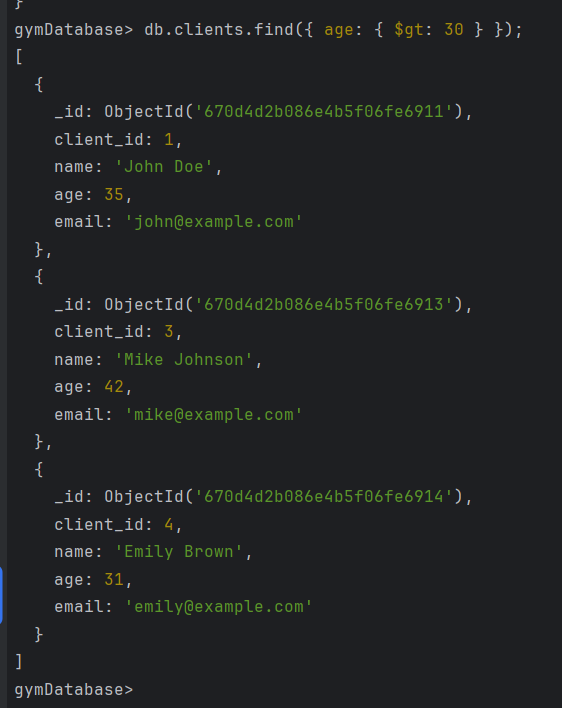 }
gymDatabase> db.clients.find({ age: { $gt: 30 } });
[
  {
    _id: ObjectId('670d4d2b086e4b5f06fe6911'),
    client_id: 1,
    name: 'John Doe',
    age: 35,
    email: 'john@example.com'
  },
  {
    _id: ObjectId('670d4d2b086e4b5f06fe6913'),
    client_id: 3,
    name: 'Mike Johnson',
    age: 42,
    email: 'mike@example.com'
  },
  {
    _id: ObjectId('670d4d2b086e4b5f06fe6914'),
    client_id: 4,
    name: 'Emily Brown',
    age: 31,
    email: 'emily@example.com'
  }
]
gymDatabase>